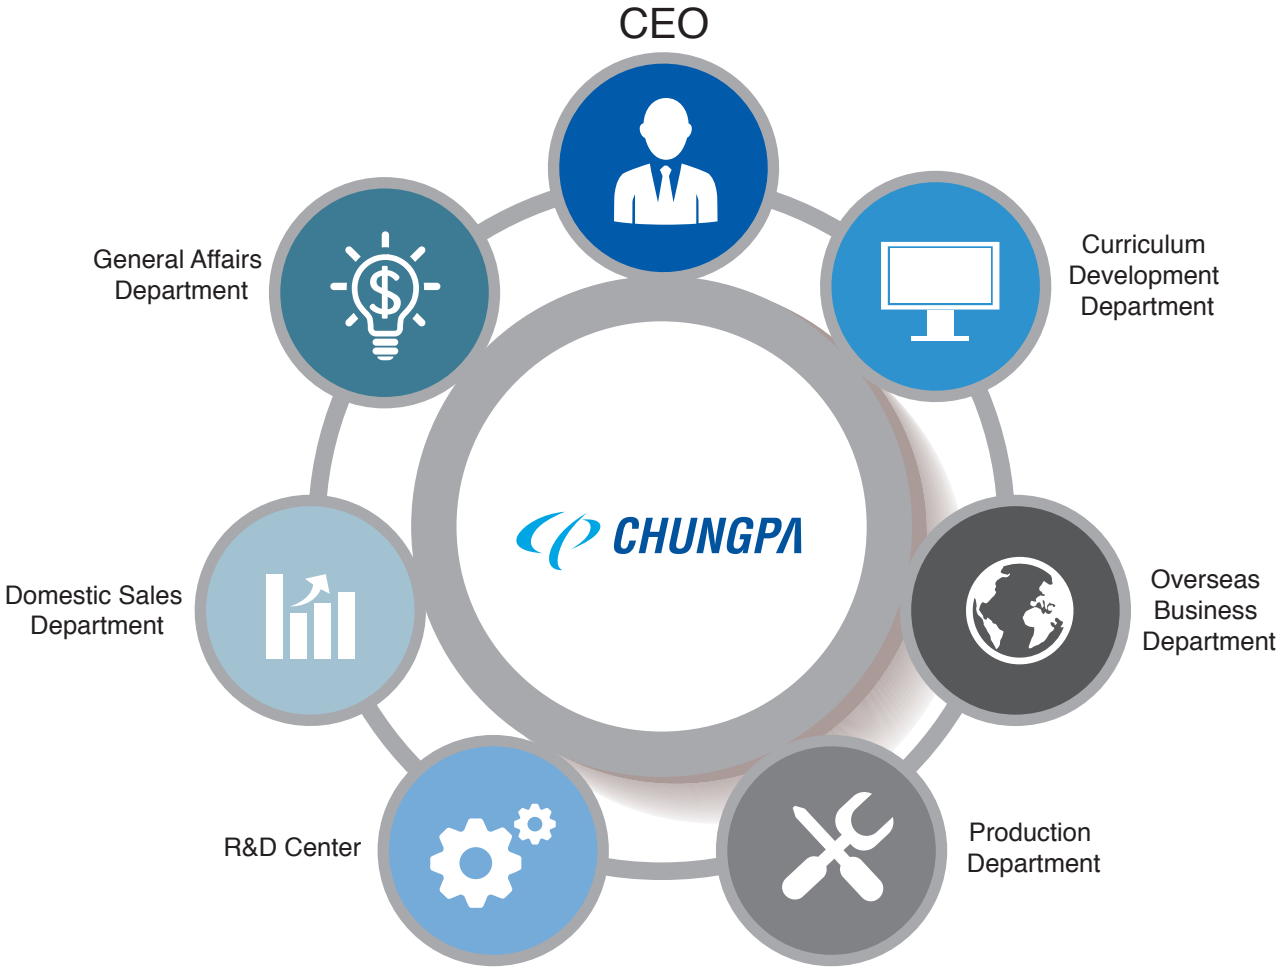 CEO
General Affairs
Department
Curriculum
Development
Department
$
CHUNGPA
Domestic Sales
Department
Overseas
Business
Department
R&D Center
Production
Department